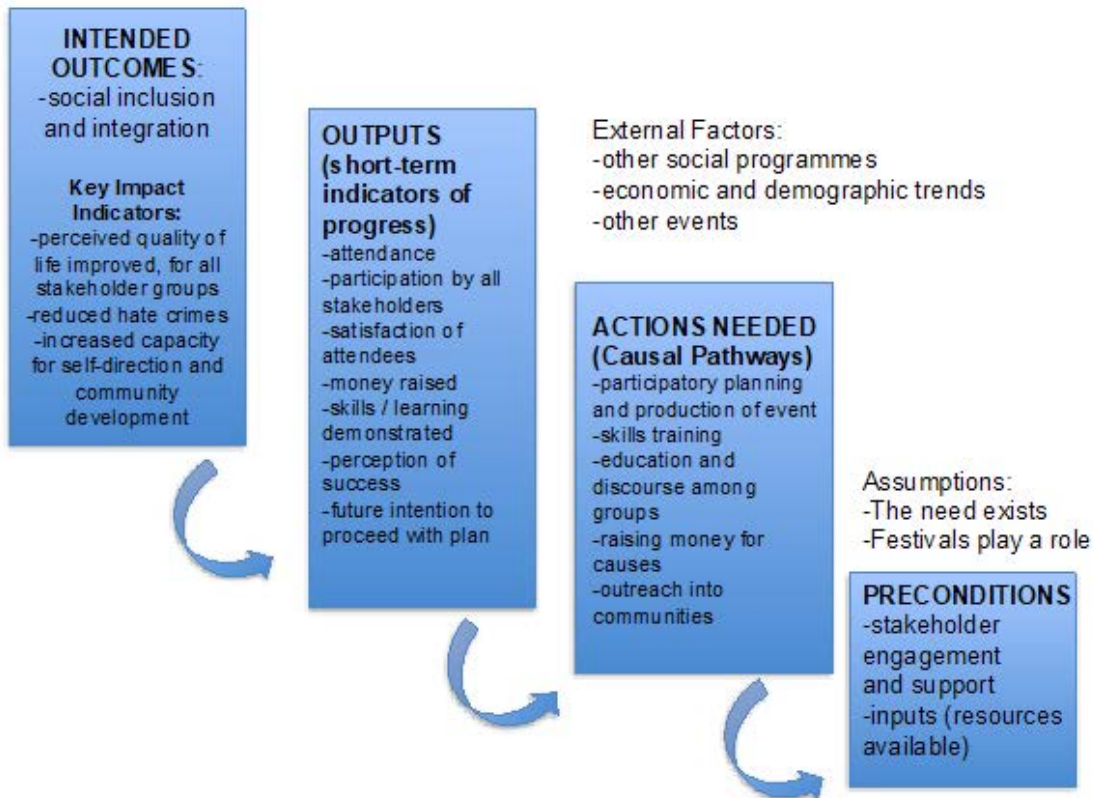 INTENDED
OUTCOMES:
-social inclusion
and integration
Key Impact
Indicators:
-perceived quality of
life improved, for all
stakeholder groups
-reduced hate crimes
-increased capacity
for self-direction and
community
development
OUTPUTS
(short-term
indicators of
progress)
-attendance
-participation by all
stakeholders
-satisfaction of
attendees
-money raised
-skills / learning
demonstrated
-perception of
success
-future intention to
proceed with plan
External Factors:
-other social programmes
-economic and demographic trends
-other events
ACTIONS NEEDED
(Causal Pathways)
-participatory planning
and production of event
-skills training
-education and
discourse among
groups
-raising money for
causes
-outreach into
communities
Assumptions:
-The need exists
-Festivals play a role
PRECONDITIONS
-stakeholder
engagement
and support
-inputs (resources
available)